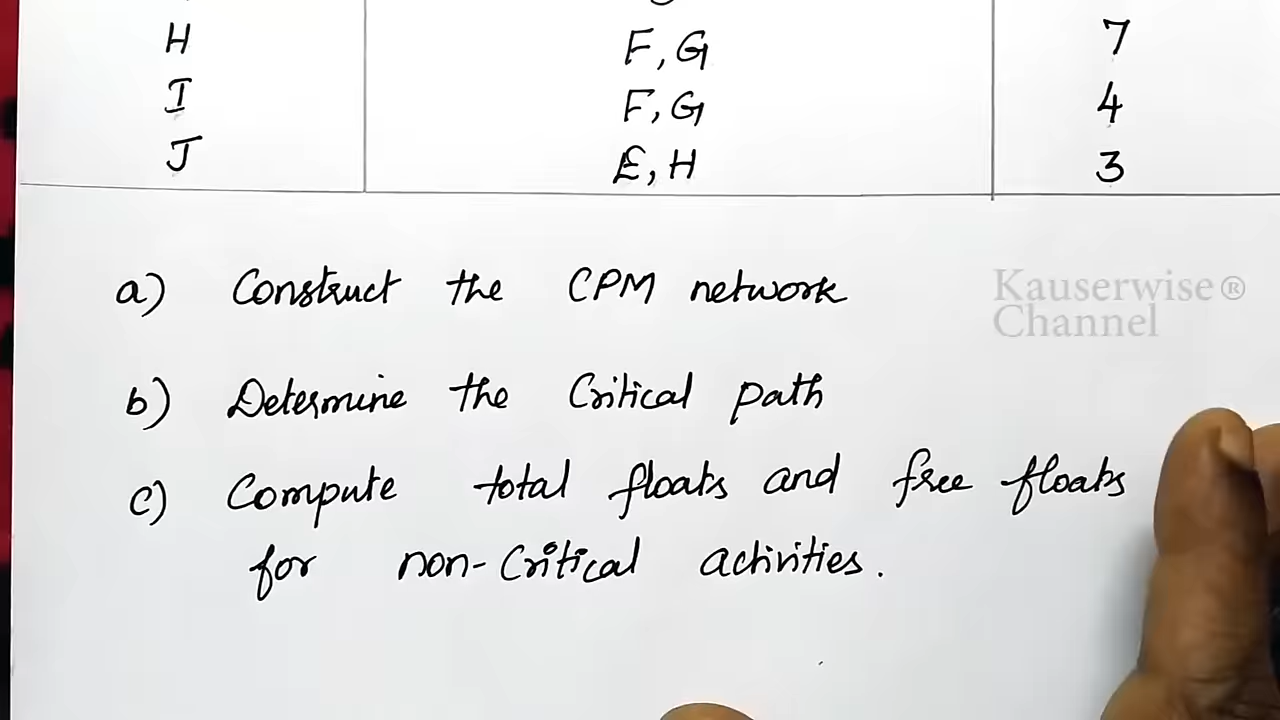 H F, G 7
I F, G 4
J E, H 3
a) Construct the CPM network
Kauserwise®
Channel
b) Determine the Critical path
c) Compute total floats and free floats
for non-Critical activities.